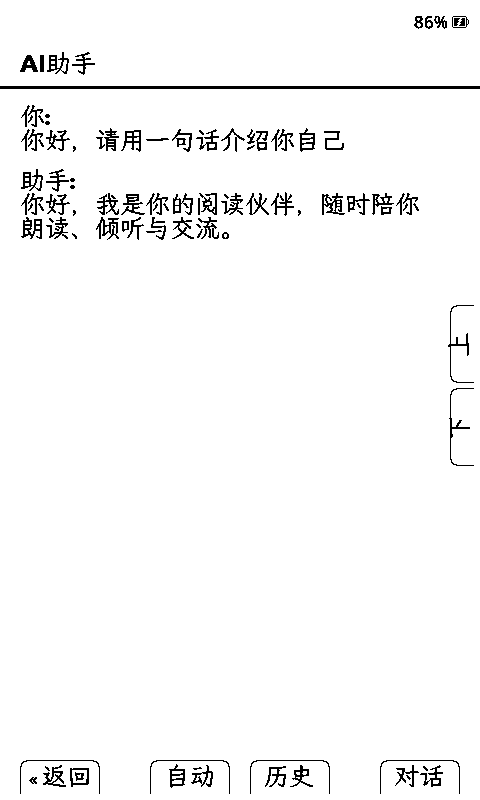 86%
AI助手
你:
你好，请用一句话介绍你自己
助手:
你好，我是你的阅读伙伴，随时陪你
朗读、倾听与交流。
上
下
« 返回
自动
历史
对话